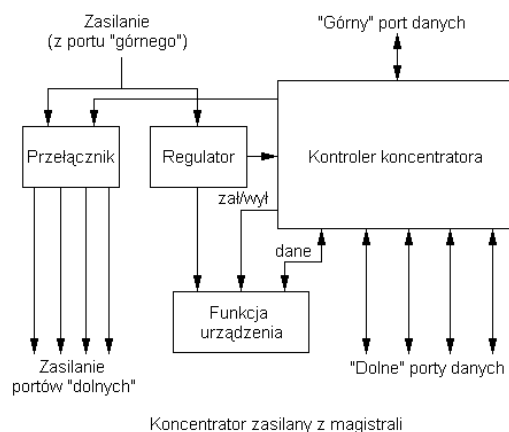 Zasilanie
(z portu "górnego")
"Górny" port danych
Przełącznik
Regulator
Kontroler koncentratora
zał/wył
dane
Funkcja
urządzenia
Zasilanie
portów "dolnych"
"Dolne" porty danych
Koncentrator zasilany z magistrali